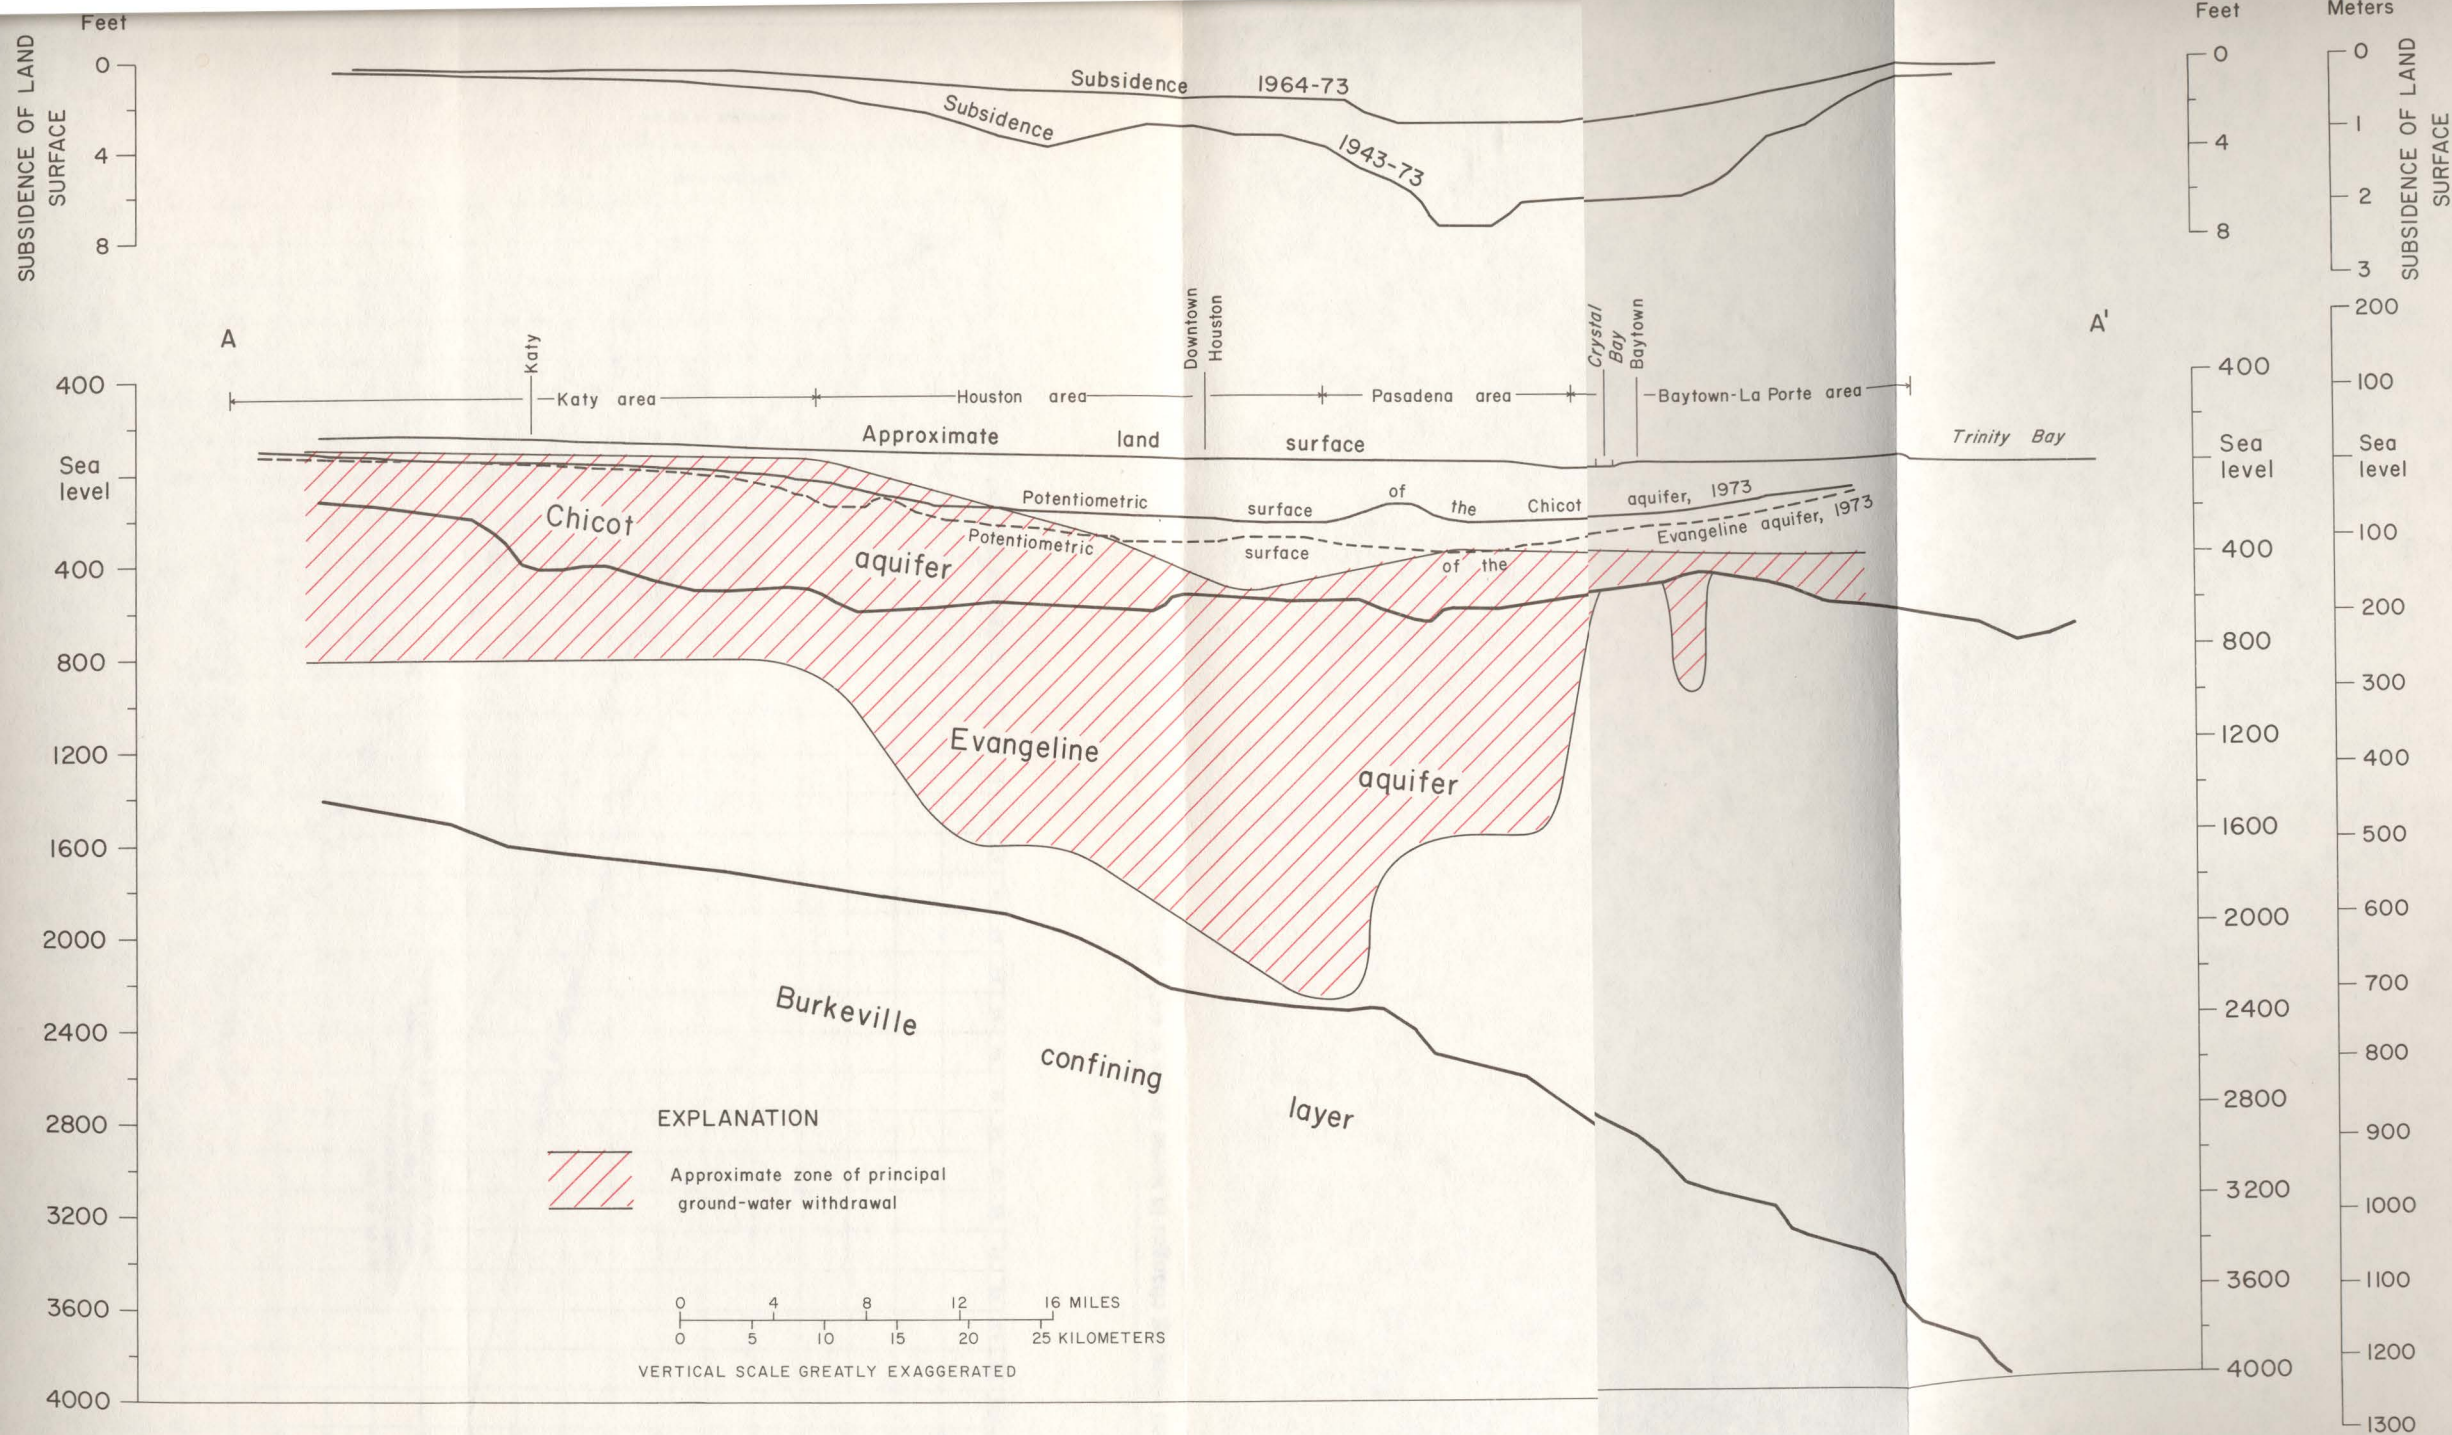 Feet
SUBSIDENCE OF LAND
SURFACE
0
4
8
Subsidence 1964-73
Subsidence 1943-73
Feet
0
4
8
Meters
0
1
2
3
SUBSIDENCE OF LAND
SURFACE
A
A'
Katy
Downtown
Houston
Crystal
Bay
Baytown
Katy area
Houston area
Pasadena area
Baytown-La Porte area
Approximate land surface
Trinity Bay
Potentiometric surface of the Chicot aquifer, 1973
Potentiometric surface of the Evangeline aquifer, 1973
Chicot aquifer
Evangeline aquifer
Burkeville confining layer
400
Sea
level
400
800
1200
1600
2000
2400
2800
3200
3600
4000
400
Sea
level
400
800
1200
1600
2000
2400
2800
3200
3600
4000
200
100
Sea
level
100
200
300
400
500
600
700
800
900
1000
1100
1200
1300
EXPLANATION
Approximate zone of principal
ground-water withdrawal
0 4 8 12 16 MILES
0 5 10 15 20 25 KILOMETERS
VERTICAL SCALE GREATLY EXAGGERATED